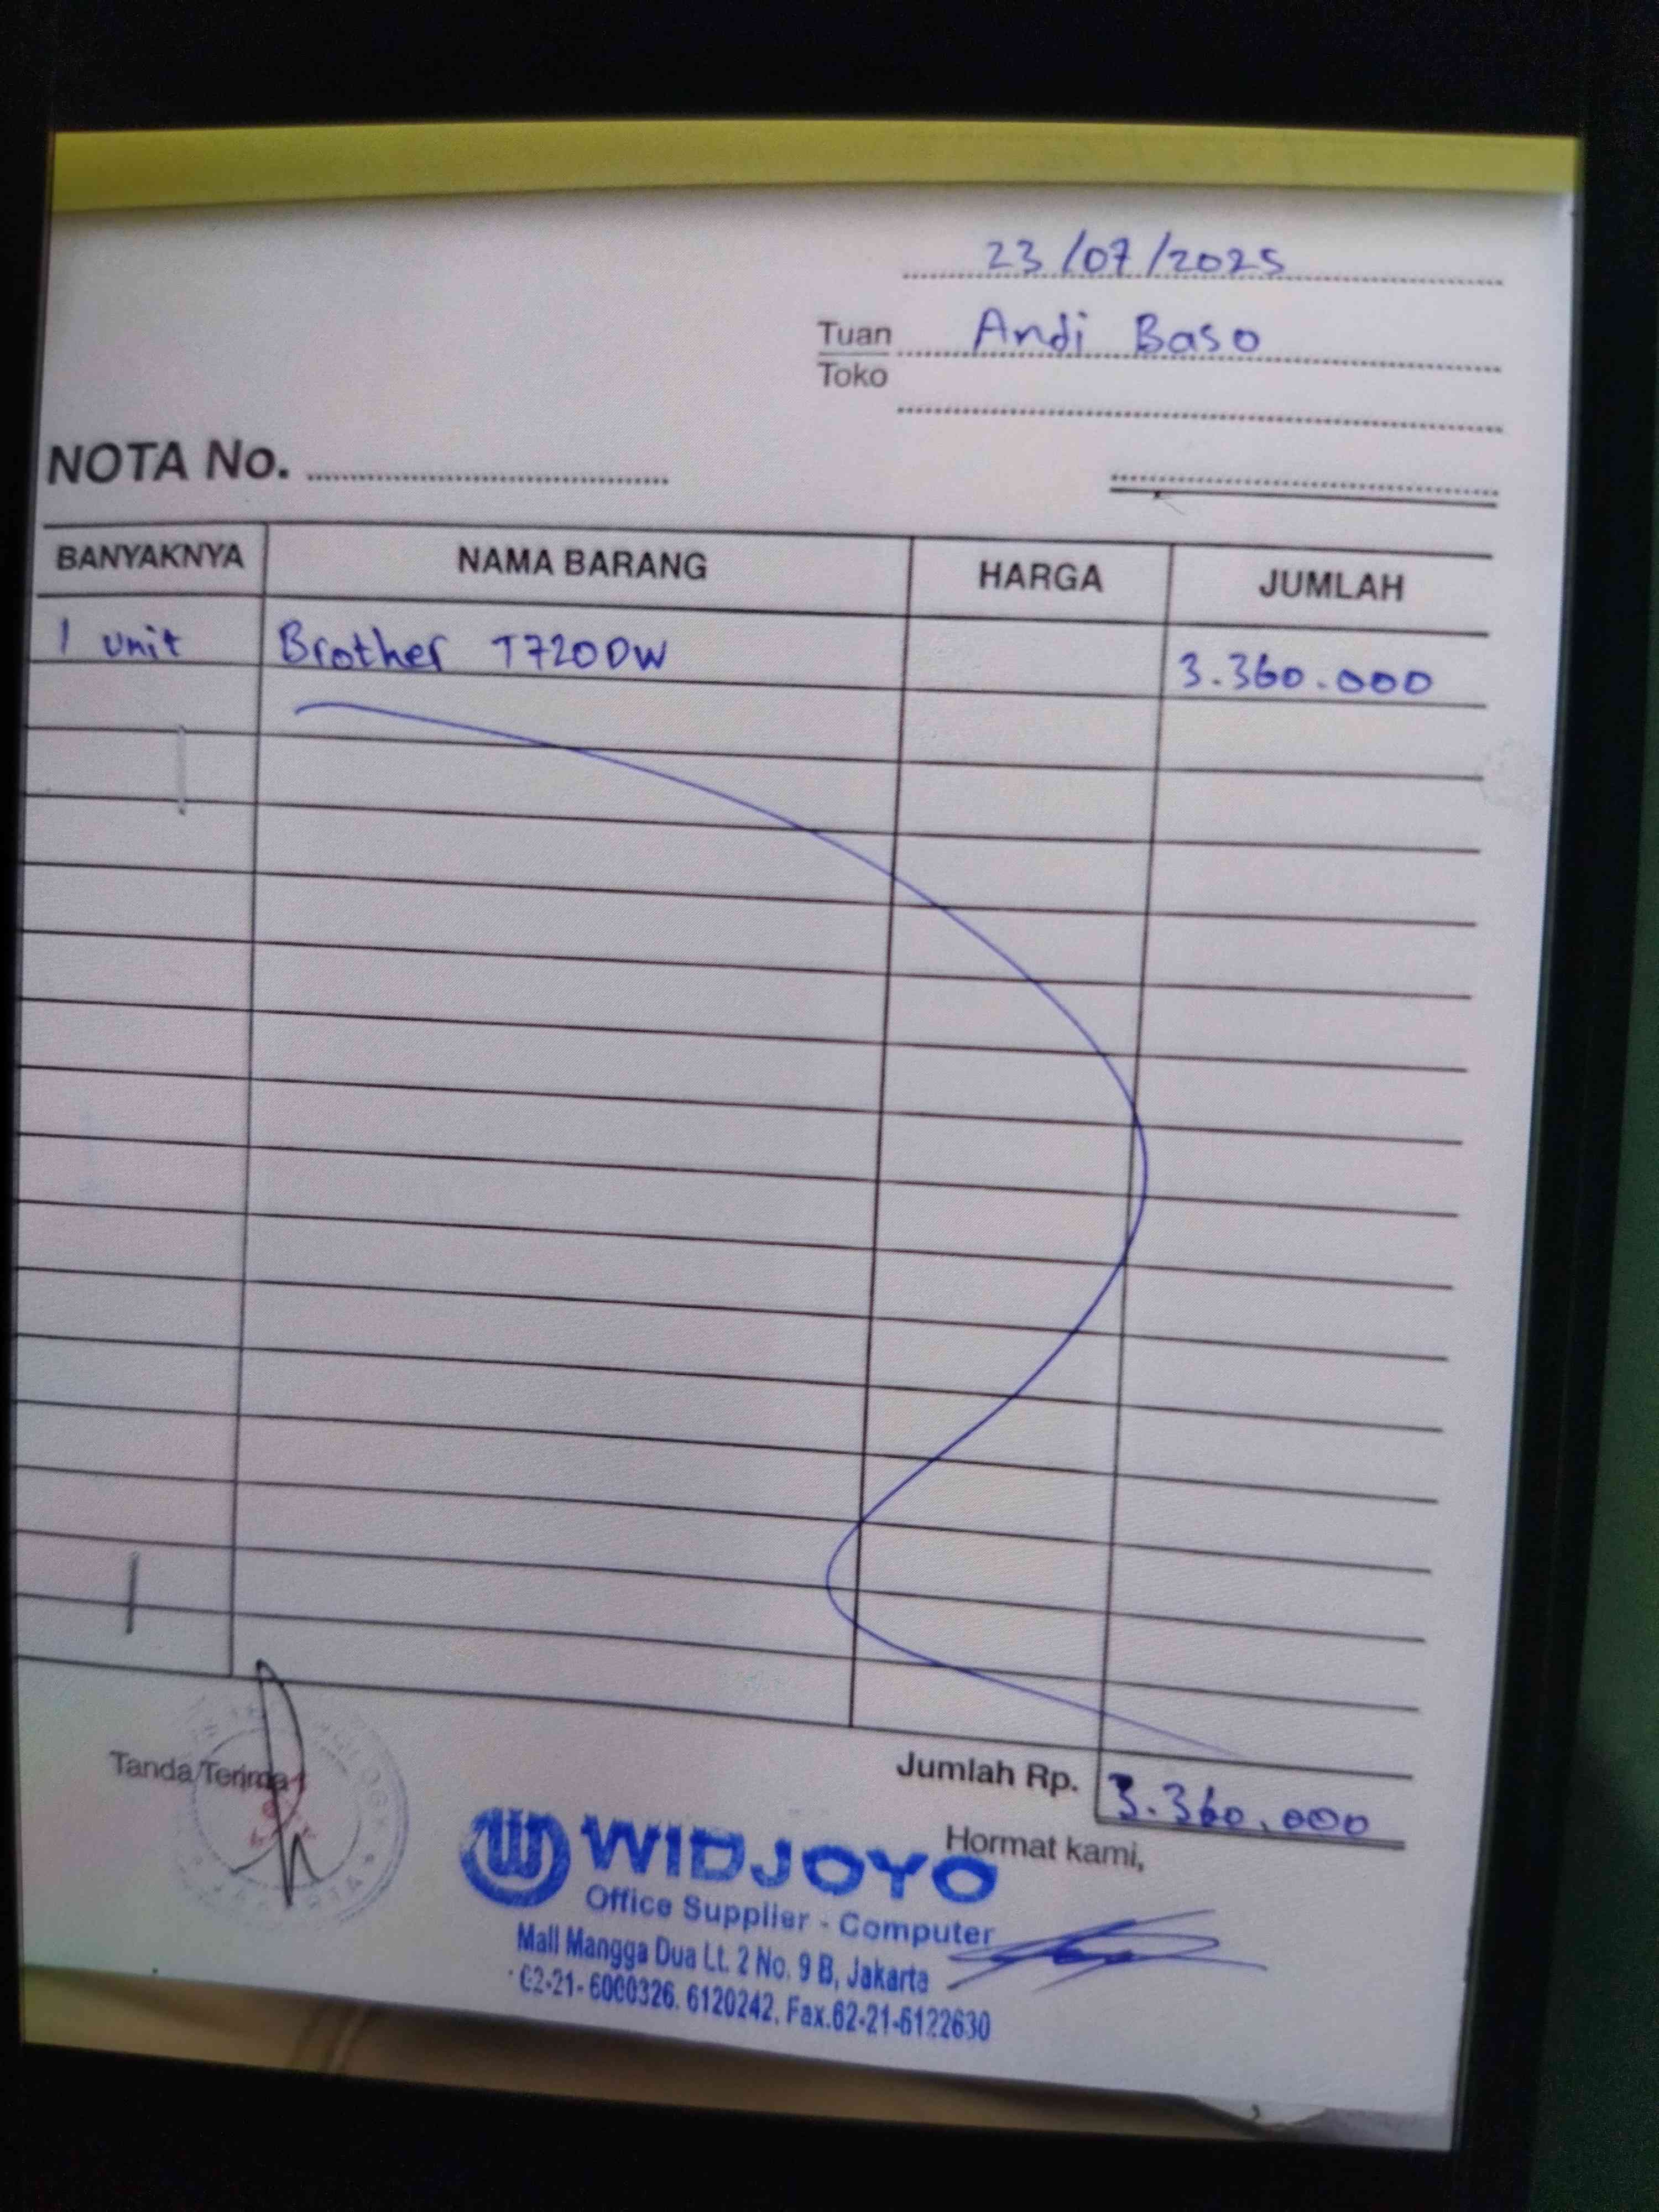 23/07/2025
Tuan Andi Baso
Toko
NOTA No.
BANYAKNYA NAMA BARANG HARGA JUMLAH
1 unit Brother T720DW 3.360.000
Jumlah Rp. 3.360.000
Tanda Terima
Hormat kami,
WIDJOYO
Office Supplier - Computer
Mall Mangga Dua Lt. 2 No. 9 B, Jakarta
62-21-6000326. 6120242, Fax.62-21-6122630